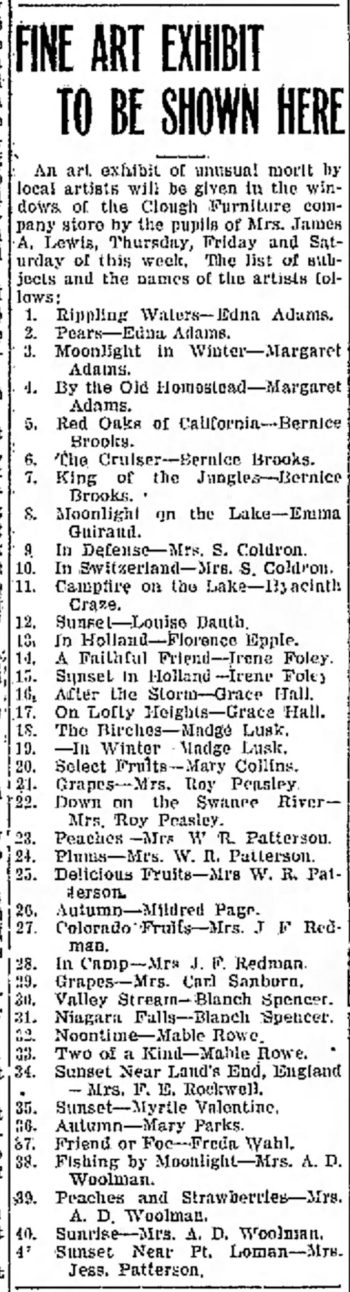 FINE ART EXHIBIT
TO BE SHOWN HERE
An art exhibit of unusual merit by
local artists will be given in the win-
dows of the Clough Furniture com-
pany store by the pupils of Mrs. James
A. Lewis, Thursday, Friday and Sat-
urday of this week. The list of sub-
jects and the names of the artists fol-
lows:
1. Rippling Waters—Edna Adams.
2. Pears—Edna Adams.
3. Moonlight in Winter—Margaret
Adams.
4. By the Old Homestead—Margaret
Adams.
5. Red Oaks of California—Bernice
Brooks.
6. The Cruiser—Bernice Brooks.
7. King of the Jungles—Bernice
Brooks.
8. Moonlight on the Lake—Emma
Guiraud.
9. In Defense—Mrs. S. Coldron.
10. In Switzerland—Mrs. S. Coldron.
11. Campfire on the Lake—Hyacinth
Craze.
12. Sunset—Louise Dauth.
13. In Holland—Florence Epple.
14. A Faithful Friend—Irene Foley.
15. Sunset in Holland—Irene Foley
16. After the Storm—Grace Hall.
17. On Lofty Heights—Grace Hall.
18. The Birches—Madge Lusk.
19. —In Winter Madge Lusk.
20. Select Fruits—Mary Collins.
21. Grapes—Mrs. Roy Peasley
22. Down on the Swanee River—
Mrs. Roy Peasley.
23. Peaches—Mrs W R. Patterson.
24. Plums—Mrs. W. R. Patterson.
25. Delicious Fruits—Mrs W. R. Pat-
terson.
26. Autumn—Mildred Page.
27. Colorado Fruits—Mrs. J F Red-
man.
28. In Camp—Mrs J. F. Redman.
29. Grapes—Mrs. Carl Sanborn.
30. Valley Stream—Blanch Spencer.
31. Niagara Falls—Blanch Spencer.
32. Noontime—Mable Rowe.
33. Two of a Kind—Mable Rowe.
34. Sunset Near Land's End, England
— Mrs. F. E. Rockwell.
35. Sunset—Myrtle Valentine.
36. Autumn—Mary Parks.
37. Friend or Foe—Freda Wahl.
38. Fishing by Moonlight—Mrs. A. D.
Woolman.
39. Peaches and Strawberries—Mrs.
A. D. Woolman.
40. Sunrise—Mrs. A. D. Woolman.
4 Sunset Near Pt. Loman—Mrs.
Jess. Patterson.